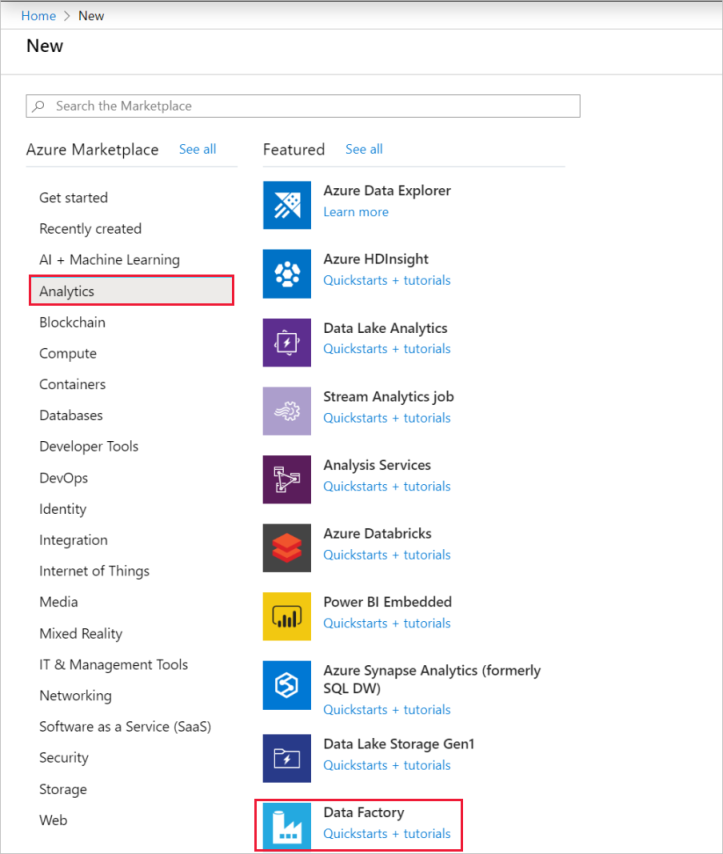 Home > New
New
Search the Marketplace
Azure Marketplace See all
Get started
Recently created
AI + Machine Learning
Analytics
Blockchain
Compute
Containers
Databases
Developer Tools
DevOps
Identity
Integration
Internet of Things
Media
Mixed Reality
IT & Management Tools
Networking
Software as a Service (SaaS)
Security
Storage
Web
Featured See all
Azure Data Explorer
Learn more
Azure HDInsight
Quickstarts + tutorials
Data Lake Analytics
Quickstarts + tutorials
Stream Analytics job
Quickstarts + tutorials
Analysis Services
Quickstarts + tutorials
Azure Databricks
Quickstarts + tutorials
Power BI Embedded
Quickstarts + tutorials
Azure Synapse Analytics (formerly
SQL DW)
Quickstarts + tutorials
Data Lake Storage Gen1
Quickstarts + tutorials
Data Factory
Quickstarts + tutorials